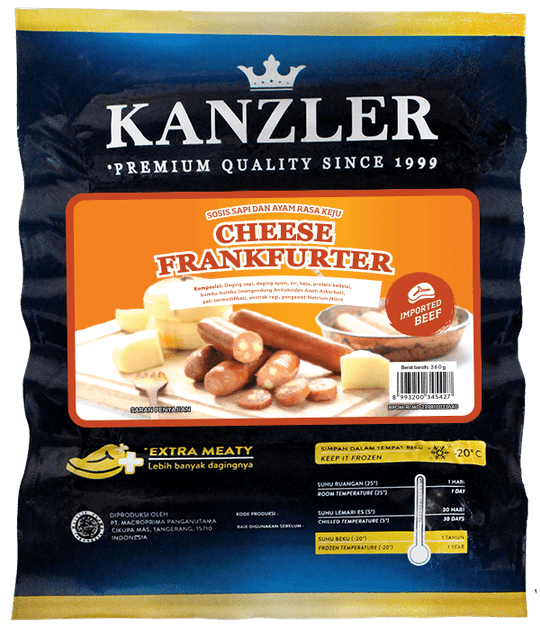 KANZLER
PREMIUM QUALITY SINCE 1999
SOSIS SAPI DAN AYAM RASA KEJU
CHEESE
FRANKFURTER
Komposisi: Daging sapi, daging ayam, air, keju, protein kedelai,
bumbu-bumbu (mengandung Antioksidan Asam Askorbat),
pati termodifikasi, ekstrak ragi, pengawet Natrium Nitrit
IMPORTED
BEEF
Berat bersih: 360g
8 993200 345427
SARAN PENYAJIAN
BPOM RI MD
EXTRA MEATY
Lebih banyak dagingnya
SIMPAN DALAM TEMPAT BEKU
KEEP IT FROZEN
-20°C
SUHU RUANGAN (25°) 1 HARI
ROOM TEMPERATURE (25°) 1 DAY
SUHU LEMARI ES (5°) 30 HARI
CHILLED TEMPERATURE (5°) 30 DAYS
SUHU BEKU (-20°) 1 TAHUN
FROZEN TEMPERATURE (-20°) 1 YEAR
DIPRODUKSI OLEH
PT. MACROPRIMA PANGANUTAMA
CIKUPA MAS, TANGERANG, 15710
INDONESIA
KODE PRODUKSI :
BAIK DIGUNAKAN SEBELUM :